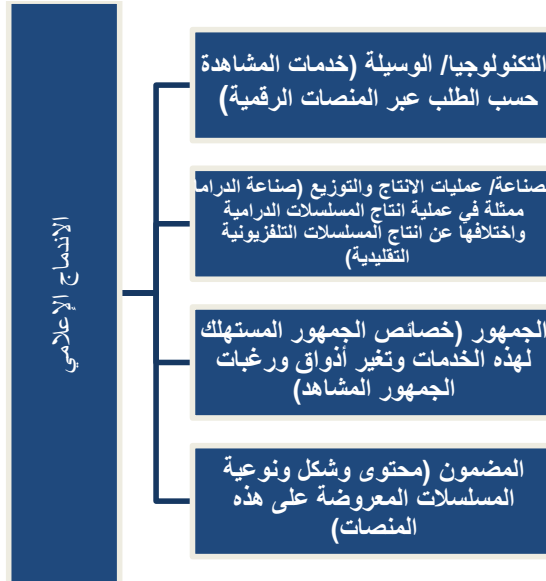 الاندماج الإعلامي
التكنولوجيا/ الوسيلة (خدمات المشاهدة
حسب الطلب عبر المنصات الرقمية)
صناعة/ عمليات الانتاج والتوزيع (صناعة الدراما
ممثلة في عملية انتاج المسلسلات الدرامية
واختلافها عن انتاج المسلسلات التلفزيونية
التقليدية)
الجمهور (خصائص الجمهور المستهلك
لهذه الخدمات وتغير أذواق ورغبات
الجمهور المشاهد)
المضمون (محتوى وشكل ونوعية
المسلسلات المعروضة على هذه
المنصات)